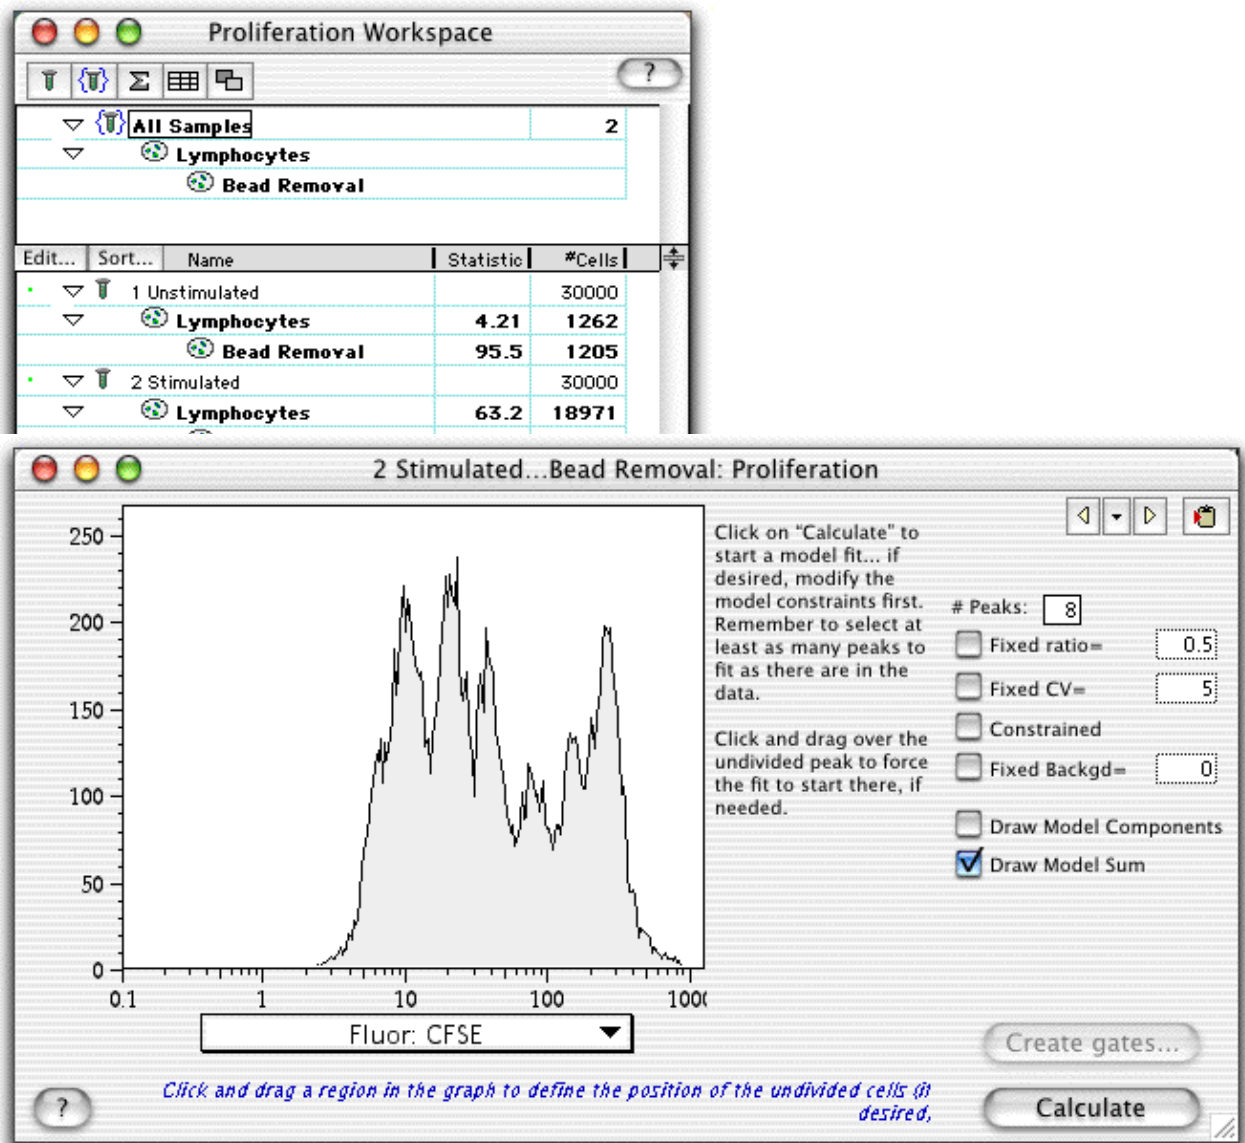 Proliferation Workspace
?
All Samples 2
Lymphocytes
Bead Removal
Edit... Sort... Name Statistic #Cells
1 Unstimulated 30000
Lymphocytes 4.21 1262
Bead Removal 95.5 1205
2 Stimulated 30000
Lymphocytes 63.2 18971
2 Stimulated...Bead Removal: Proliferation
250
200
150
100
50
0
0.1 1 10 100 1000
Fluor: CFSE
Click on "Calculate" to
start a model fit... if
desired, modify the
model constraints first.
Remember to select at
least as many peaks to
fit as there are in the
data.
Click and drag over the
undivided peak to force
the fit to start there, if
needed.
# Peaks: 8
Fixed ratio= 0.5
Fixed CV= 5
Constrained
Fixed Backgd= 0
Draw Model Components
Draw Model Sum
Create gates...
Click and drag a region in the graph to define the position of the undivided cells (if
desired,
?
Calculate